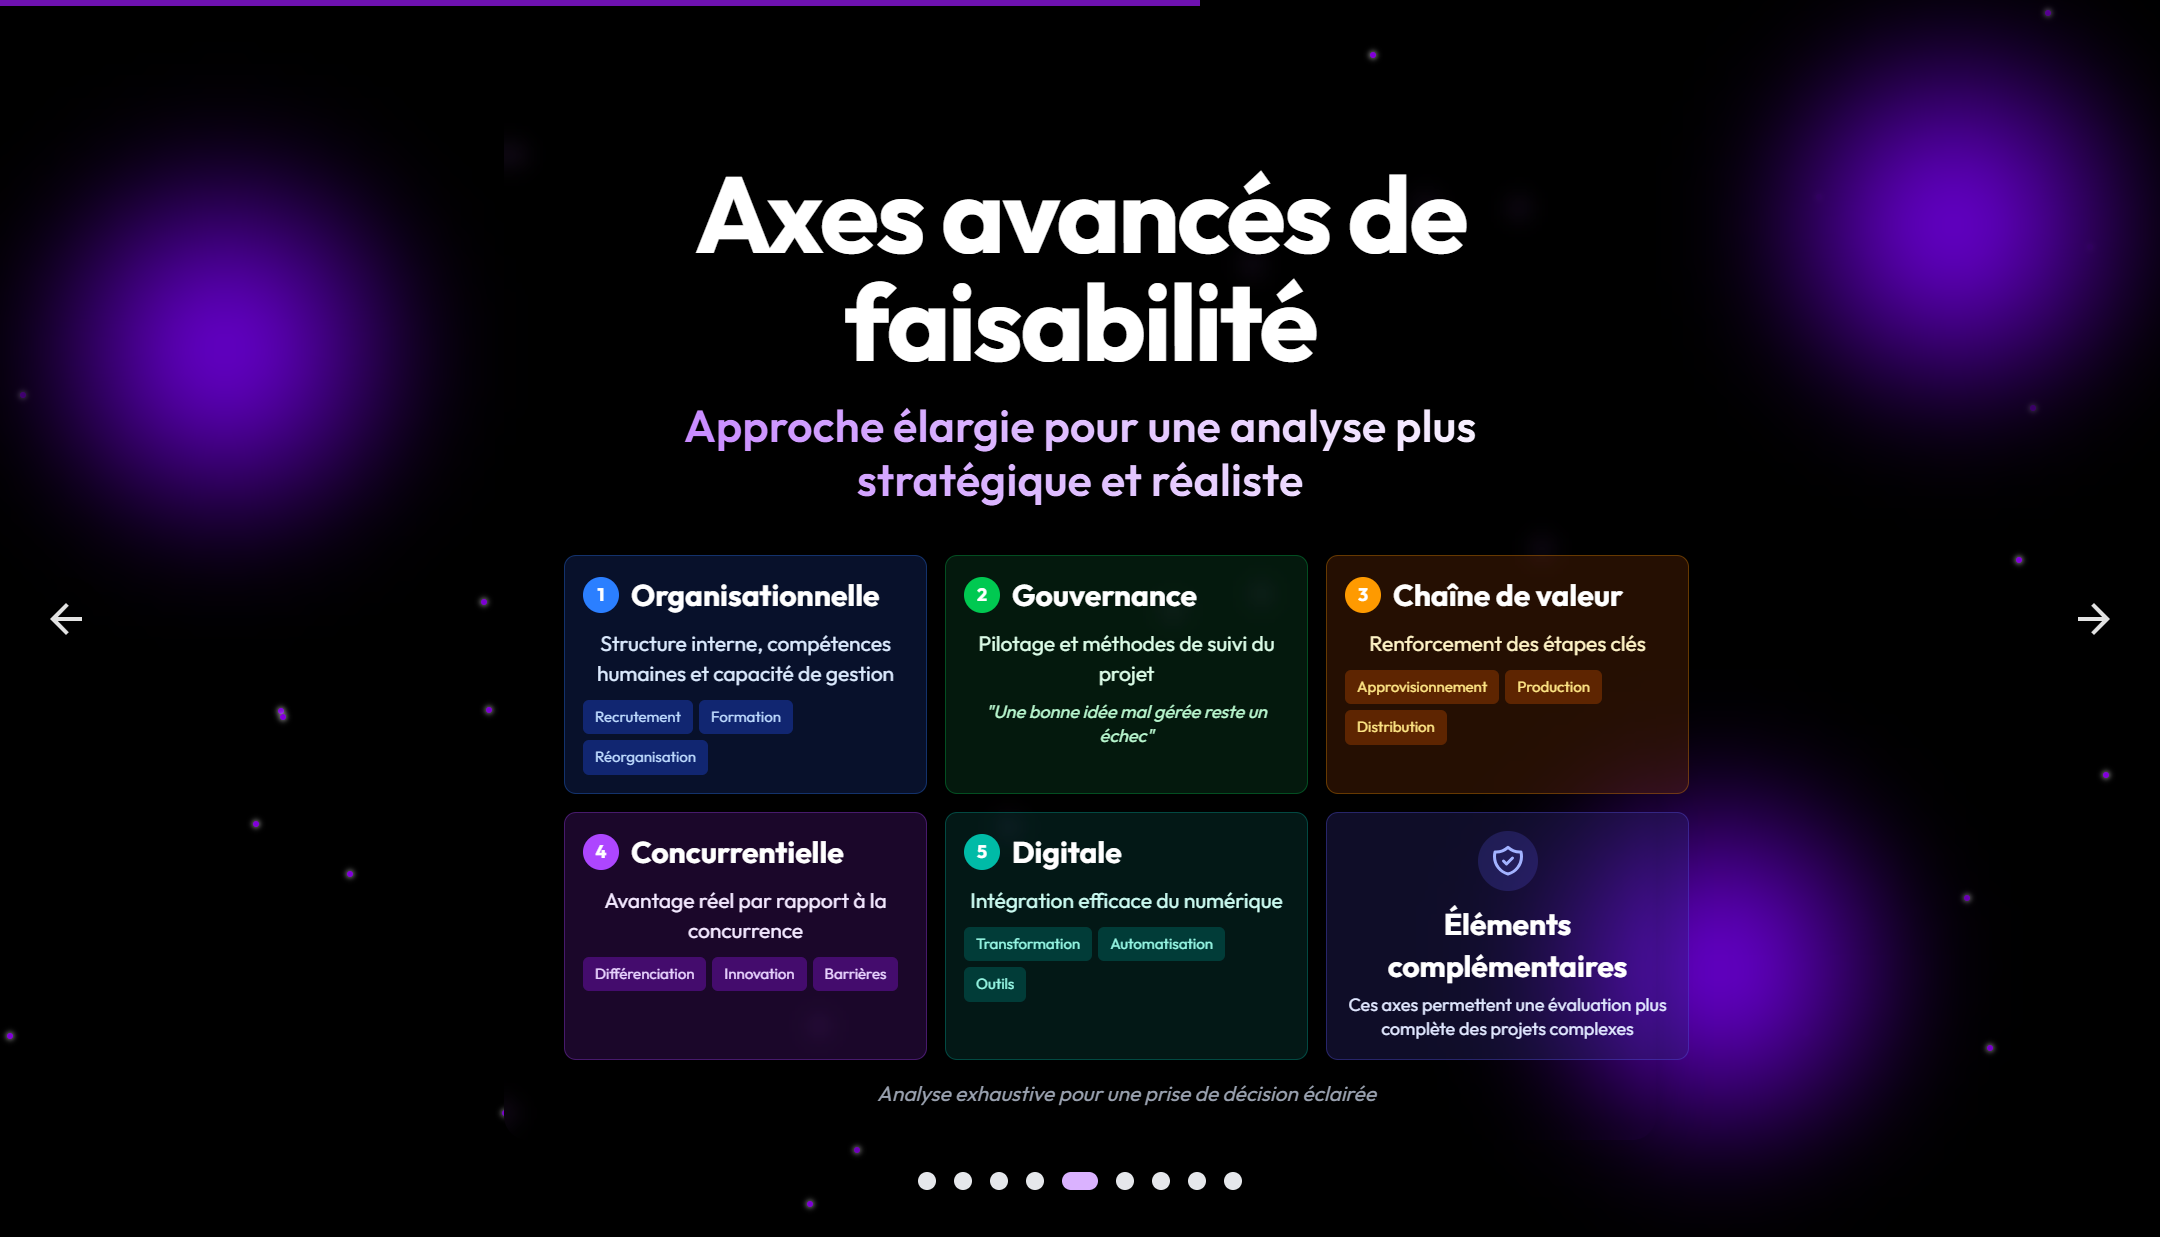 Axes avancés de
faisabilité
Approche élargie pour une analyse plus
stratégique et réaliste
1 Organisationnelle
Structure interne, compétences
humaines et capacité de gestion
Recrutement Formation
Réorganisation
2 Gouvernance
Pilotage et méthodes de suivi du
projet
"Une bonne idée mal gérée reste un
échec"
3 Chaîne de valeur
Renforcement des étapes clés
Approvisionnement Production
Distribution
4 Concurrentielle
Avantage réel par rapport à la
concurrence
Différenciation Innovation Barrières
5 Digitale
Intégration efficace du numérique
Transformation Automatisation
Outils
Éléments
complémentaires
Ces axes permettent une évaluation plus
complète des projets complexes
Analyse exhaustive pour une prise de décision éclairée